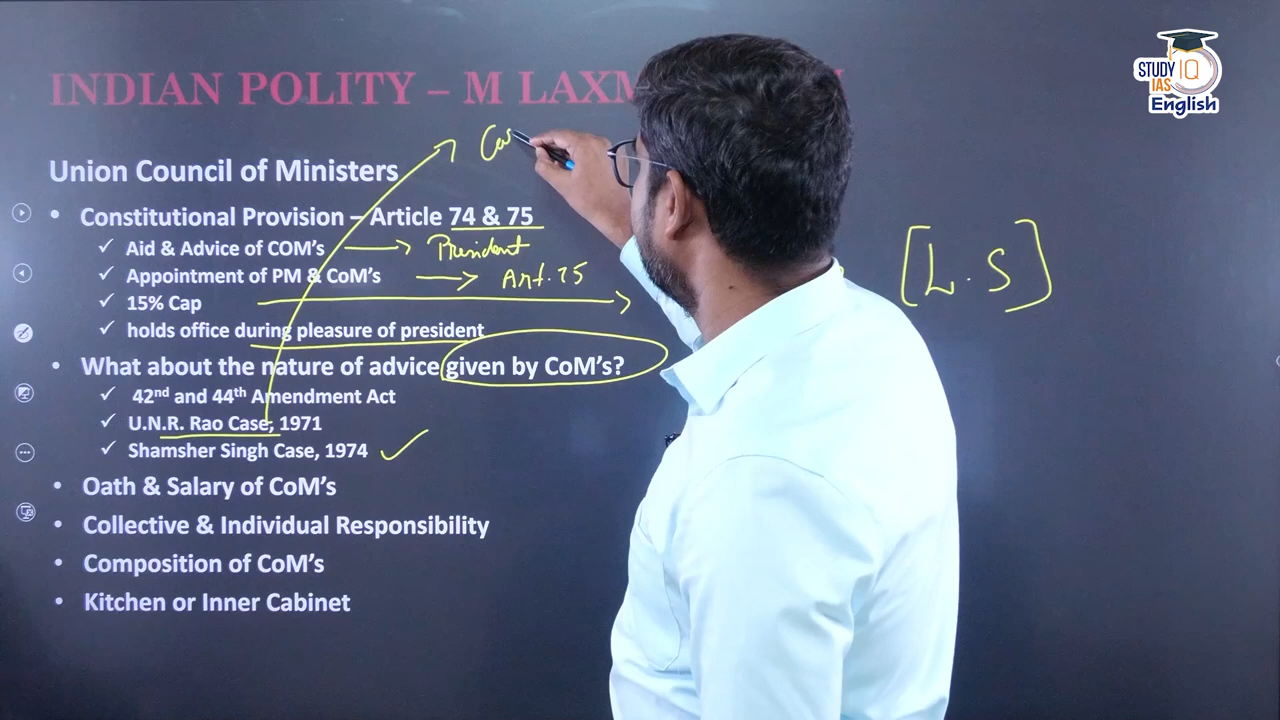 INDIAN POLITY – M LAXM
STUDY IQ
IAS
English
Union Council of Ministers
• Constitutional Provision – Article 74 & 75
✓ Aid & Advice of COM's → President
✓ Appointment of PM & CoM's → Art. 75
✓ 15% Cap
✓ holds office during pleasure of president
[L.S]
• What about the nature of advice given by CoM's?
✓ 42nd and 44th Amendment Act
✓ U.N.R. Rao Case, 1971
✓ Shamsher Singh Case, 1974 ✓
• Oath & Salary of CoM's
• Collective & Individual Responsibility
• Composition of CoM's
• Kitchen or Inner Cabinet